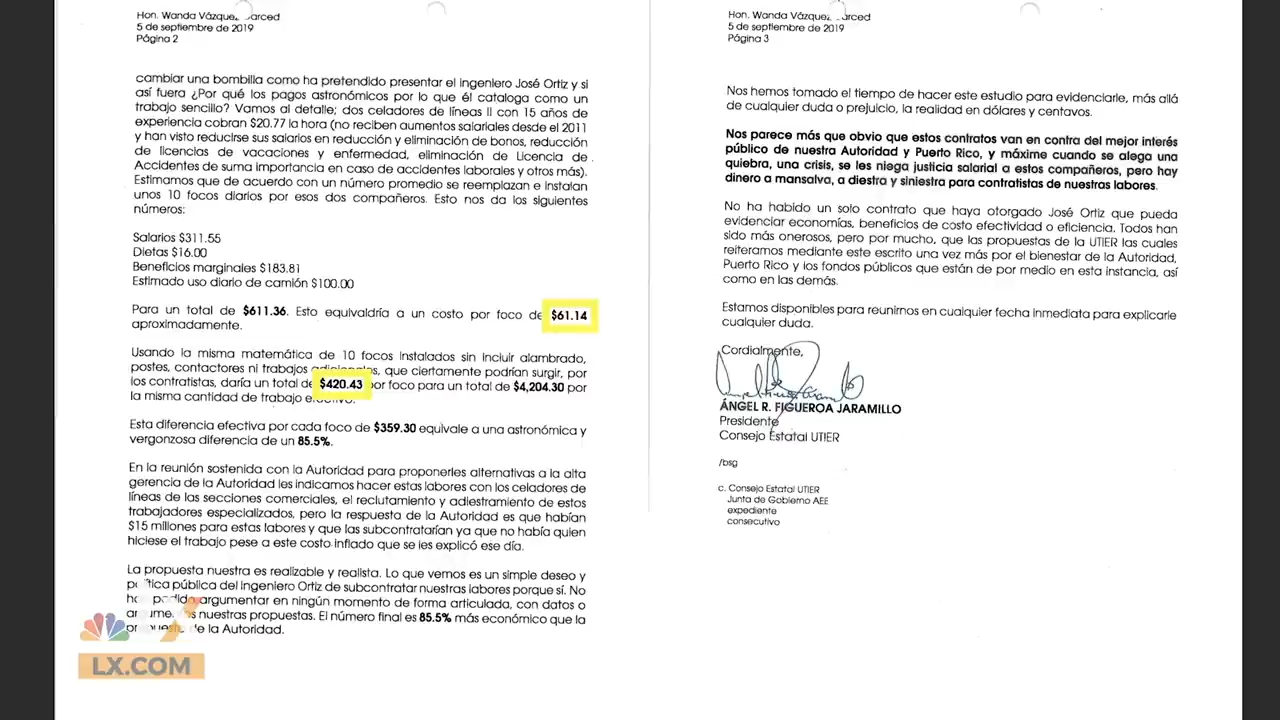 Hon. Wanda Vázquez
5 de septiembre de 2019
Página 2
cambiar una bombilla como ha pretendido presentar el ingeniero José Ortiz y si
así fuera ¿Por qué los pagos astronómicos por lo que él cataloga como un
trabajo sencillo? Vamos al detalle; dos celadores de líneas II con 15 años de
experiencia cobran $20.77 la hora (no reciben aumentos salariales desde el 2011
y han visto reducirse sus salarios en reducción y eliminación de bonos, reducción
de licencias de vacaciones y enfermedad, eliminación de Licencia de
Accidentes de suma importancia en caso de accidentes laborales y otros más).
Estimamos que de acuerdo con un número promedio se reemplazan e instalan
unos 10 focos diarios por esos dos compañeros. Esto nos da los siguientes
números:
Salarios $311.55
Dietas $16.00
Beneficios marginales $183.81
Estimado uso diario de camión $100.00
Para un total de $611.36. Esto equivaldría a un costo por foco de $61.14
aproximadamente.
Usando la misma matemática de 10 focos instalados sin incluir alambrado,
postes, contactores ni trabajos adicionales, que ciertamente podrían surgir, por
los contratistas, daría un total de $420.43 por foco para un total de $4,204.30 por
la misma cantidad de trabajo efectivo.
Esta diferencia efectiva por cada foco de $359.30 equivale a una astronómica y
vergonzosa diferencia de un 85.5%.
En la reunión sostenida con la Autoridad para proponerles alternativas a la alta
gerencia de la Autoridad les indicamos hacer estas labores con los celadores de
líneas de las secciones comerciales, el reclutamiento y adiestramiento de estos
trabajadores especializados, pero la respuesta de la Autoridad es que habían
$15 millones para estas labores y que las subcontratarían ya que no había quien
hiciese el trabajo pese a este costo inflado que se les explicó ese día.
La propuesta nuestra es realizable y realista. Lo que vemos es un simple deseo y
política pública del ingeniero Ortiz de subcontratar nuestras labores porque sí. No
ha podido argumentar en ningún momento de forma articulada, con datos o
nuestras propuestas. El número final es 85.5% más económico que la
propuesta de la Autoridad.
LX.COM
Hon. Wanda Vázquez
5 de septiembre de 2019
Página 3
Nos hemos tomado el tiempo de hacer este estudio para evidenciarle, más allá
de cualquier duda o prejuicio, la realidad en dólares y centavos.
Nos parece más que obvio que estos contratos van en contra del mejor interés
público de nuestra Autoridad y Puerto Rico, y máxime cuando se alega una
quiebra, una crisis, se les niega justicia salarial a estos compañeros, pero hay
dinero a mansalva, a diestra y siniestra para contratistas de nuestras labores.
No ha habido un solo contrato que haya otorgado José Ortiz que pueda
evidenciar economías, beneficios de costo efectividad o eficiencia. Todos han
sido más onerosos, pero por mucho, que las propuestas de la UTIER las cuales
reiteramos mediante este escrito una vez más por el bienestar de la Autoridad,
Puerto Rico y los fondos públicos que están de por medio en esta instancia, así
como en las demás.
Estamos disponibles para reunirnos en cualquier fecha inmediata para explicarle
cualquier duda.
Cordialmente,
ÁNGEL R. FIGUEROA JARAMILLO
Presidente
Consejo Estatal UTIER
/bsg
c. Consejo Estatal UTIER
Junta de Gobierno AEE
expediente
consecutivo